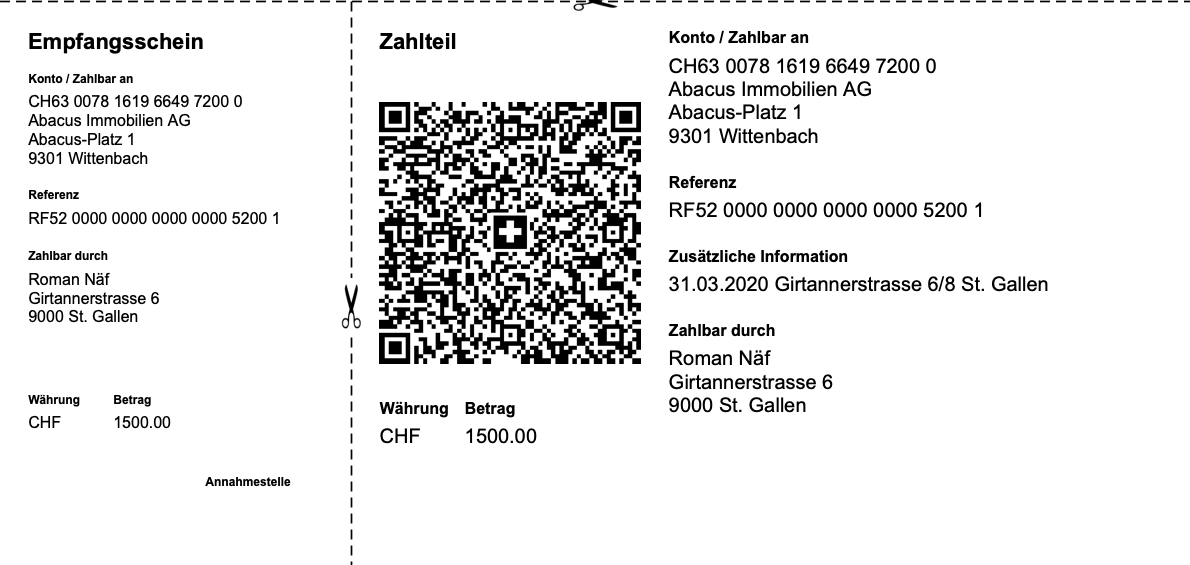 Empfangsschein
Konto / Zahlbar an
CH63 0078 1619 6649 7200 0
Abacus Immobilien AG
Abacus-Platz 1
9301 Wittenbach
Referenz
RF52 0000 0000 0000 0000 5200 1
Zahlbar durch
Roman Näf
Girtannerstrasse 6
9000 St. Gallen
Währung Betrag
CHF 1500.00
Annahmestelle
Zahlteil
Währung Betrag
CHF 1500.00
Konto / Zahlbar an
CH63 0078 1619 6649 7200 0
Abacus Immobilien AG
Abacus-Platz 1
9301 Wittenbach
Referenz
RF52 0000 0000 0000 0000 5200 1
Zusätzliche Information
31.03.2020 Girtannerstrasse 6/8 St. Gallen
Zahlbar durch
Roman Näf
Girtannerstrasse 6
9000 St. Gallen